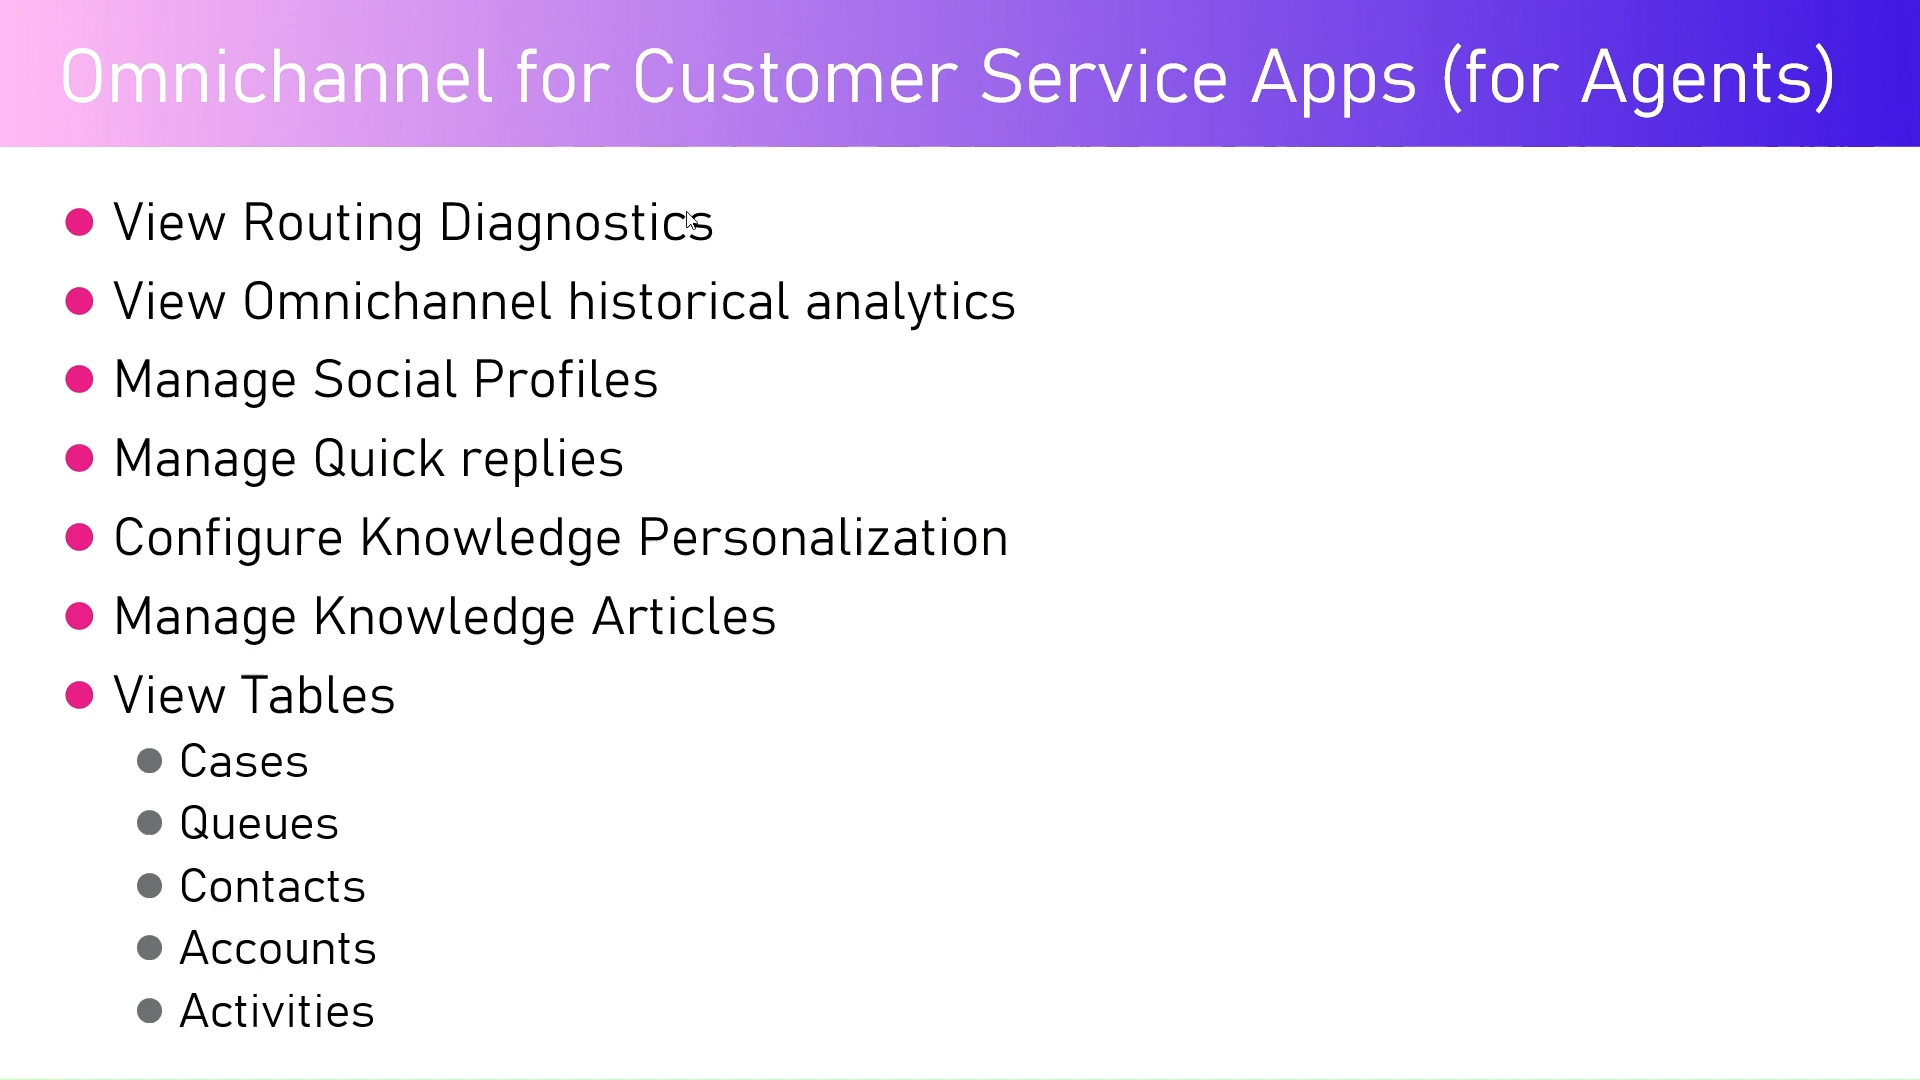 Omnichannel for Customer Service Apps (for Agents)
View Routing Diagnostics
View Omnichannel historical analytics
Manage Social Profiles
Manage Quick replies
Configure Knowledge Personalization
Manage Knowledge Articles
View Tables
Cases
Queues
Contacts
Accounts
Activities